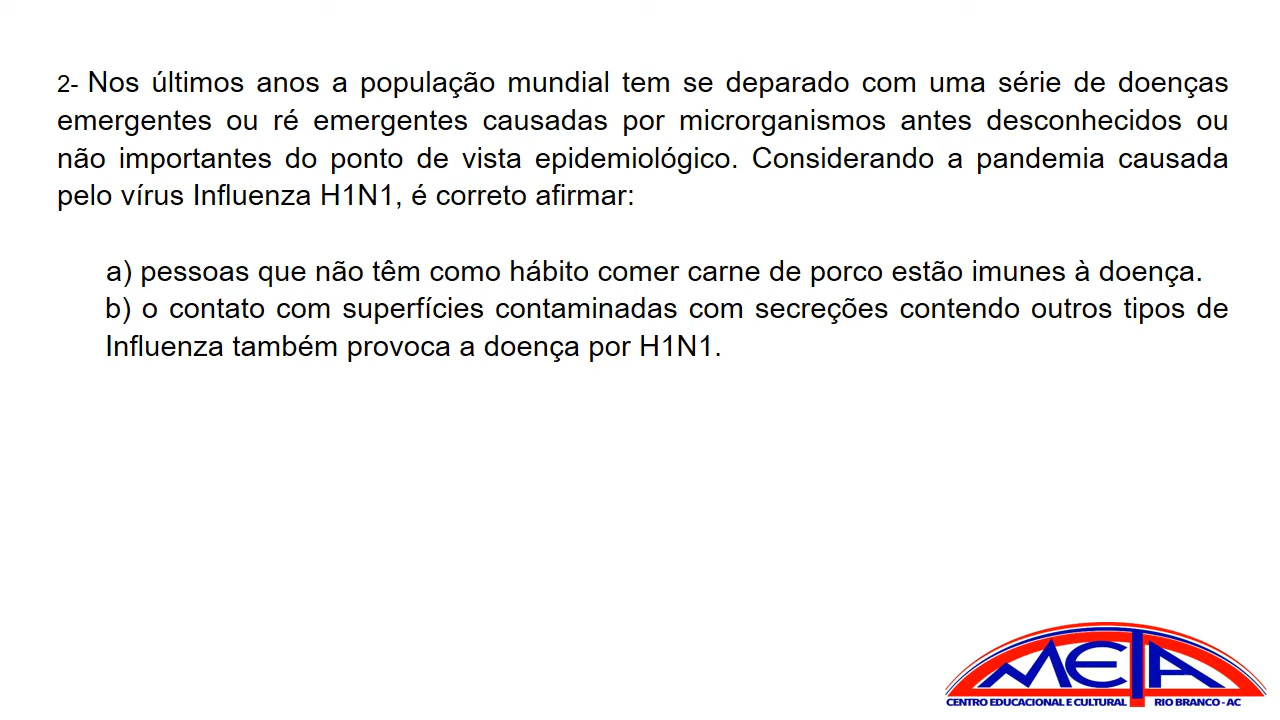 2- Nos últimos anos a população mundial tem se deparado com uma série de doenças
emergentes ou ré emergentes causadas por microrganismos antes desconhecidos ou
não importantes do ponto de vista epidemiológico. Considerando a pandemia causada
pelo vírus Influenza H1N1, é correto afirmar:
a) pessoas que não têm como hábito comer carne de porco estão imunes à doença.
b) o contato com superfícies contaminadas com secreções contendo outros tipos de
Influenza também provoca a doença por H1N1.
META
CENTRO EDUCACIONAL E CULTURAL RIO BRANCO - AC